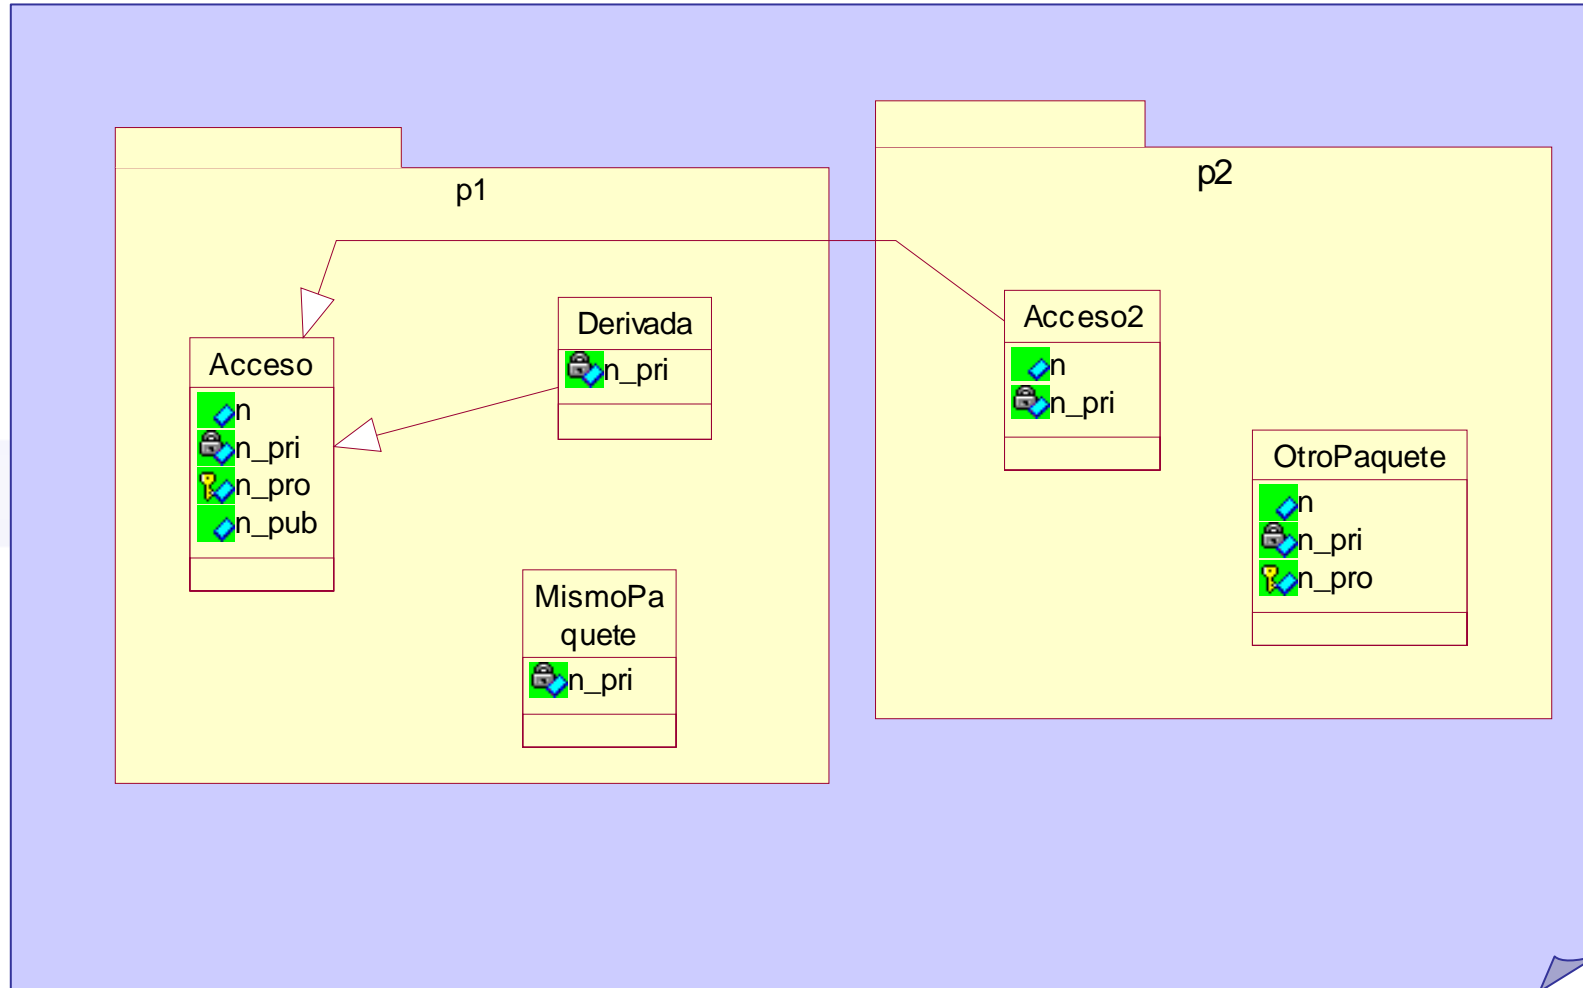 p1
Acceso
n
n_pri
n_pro
n_pub
Derivada
n_pri
MismoPa
quete
n_pri
p2
Acceso2
n
n_pri
OtroPaquete
n
n_pri
n_pro